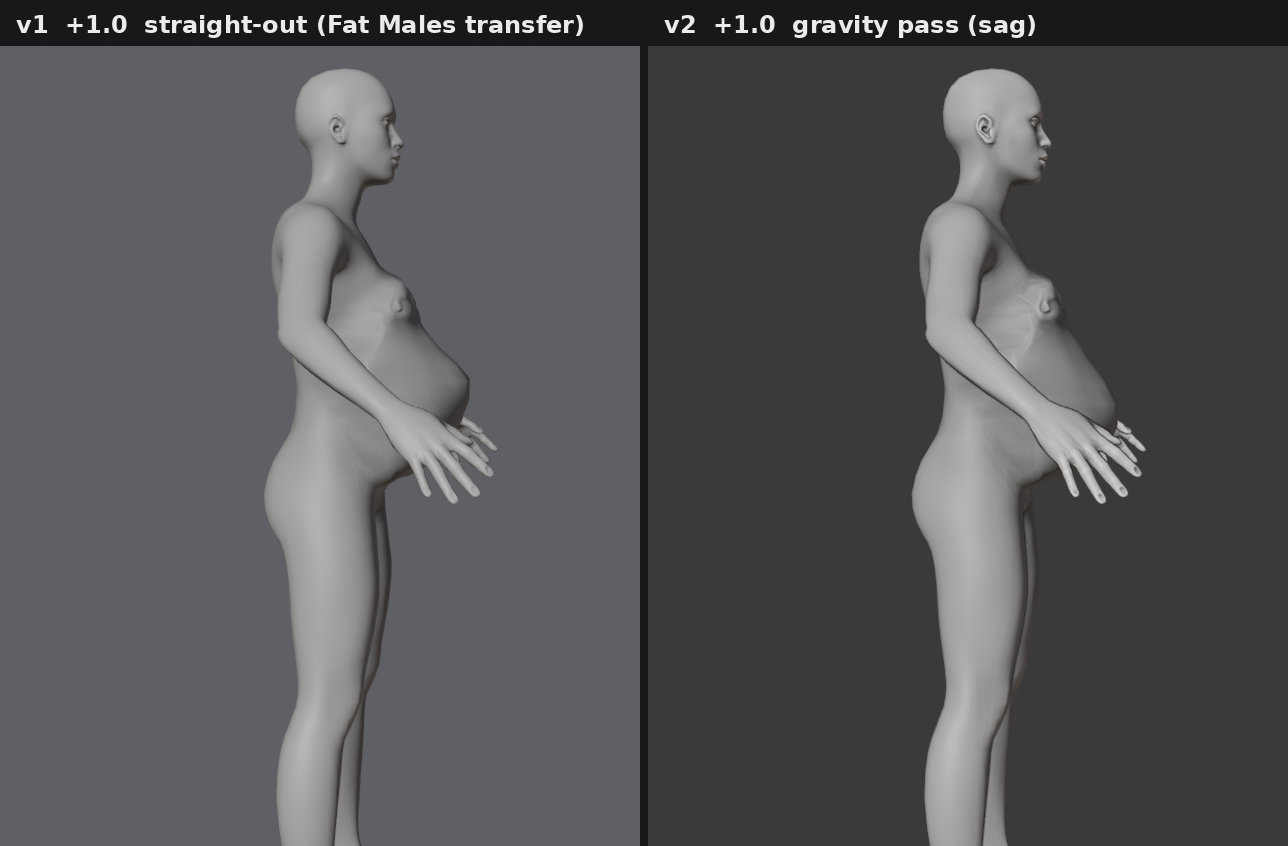 v1  +1.0  straight-out (Fat Males transfer)
v2  +1.0  gravity pass (sag)